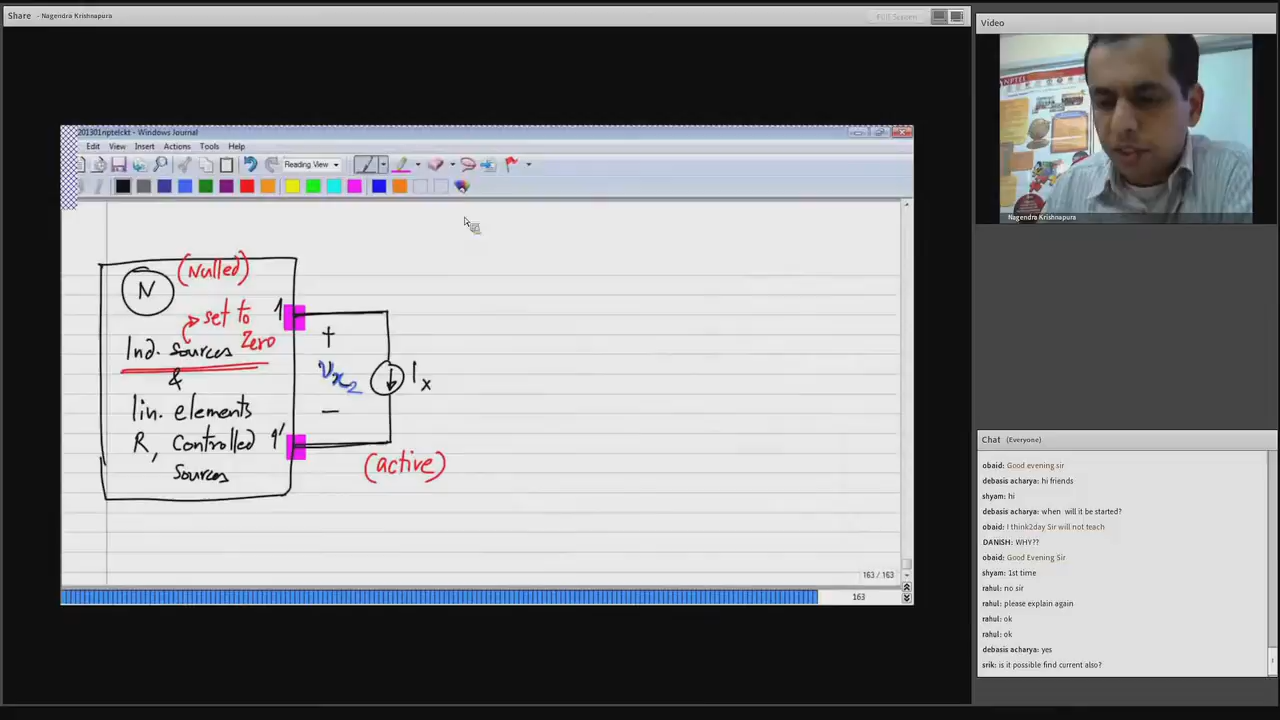 Share - Nagendra Krishnapura
Full Screen
Video
201301nptelckt - Windows Journal
Edit View Insert Actions Tools Help
Reading View
N (Nulled)
set to
Zero
1
Ind. sources
&
lin. elements
R, Controlled
Sources
1'
+
Vx2
-
Ix
(active)
163 / 163
163
NPTEL
Nagendra Krishnapura
Chat (Everyone)
obaid: Good evening sir
debasis acharya: hi friends
shyam: hi
debasis acharya: when will it be started?
obaid: I think2day Sir will not teach
DANISH: WHY??
obaid: Good Evening Sir
shyam: 1st time
rahul: no sir
rahul: please explain again
rahul: ok
rahul: ok
debasis acharya: yes
srik: is it possible find current also?